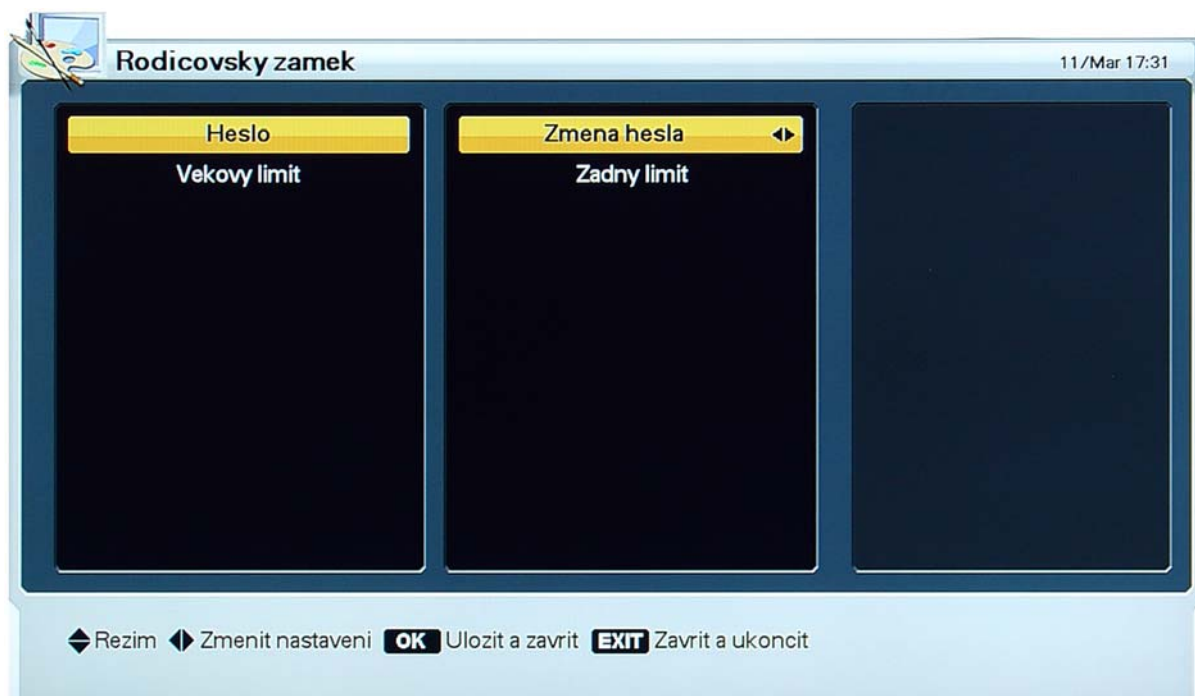 Rodicovsky zamek
11/Mar 17:31
Heslo
Zmena hesla
Vekovy limit
Zadny limit
Rezim Zmenit nastaveni OK Ulozit a zavrit EXIT Zavrit a ukoncit